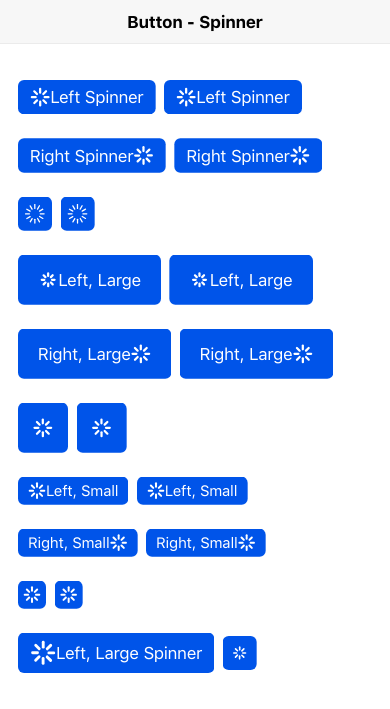 Button - Spinner
Left Spinner Left Spinner
Right Spinner Right Spinner
Left, Large Left, Large
Right, Large Right, Large
Left, Small Left, Small
Right, Small Right, Small
Left, Large Spinner